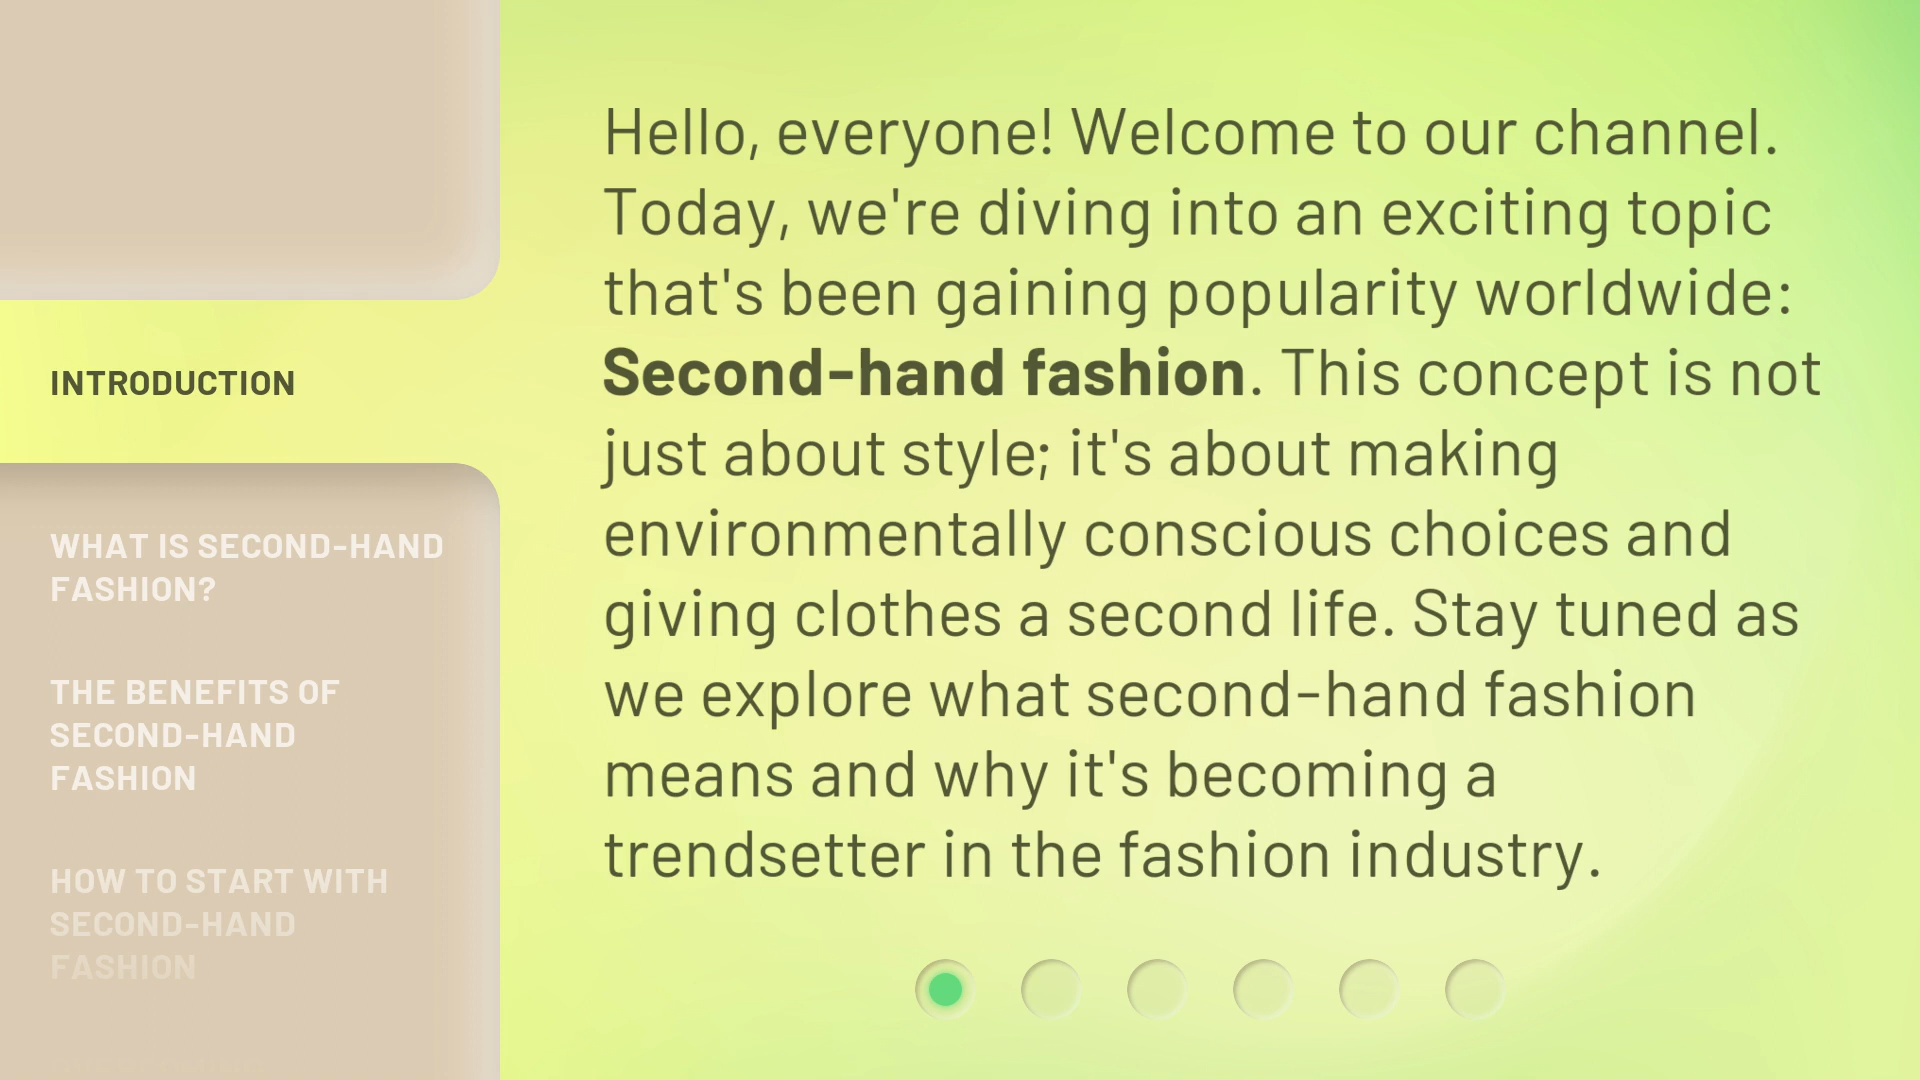 INTRODUCTION
WHAT IS SECOND-HAND
FASHION?
THE BENEFITS OF
SECOND-HAND
FASHION
HOW TO START WITH
SECOND-HAND
FASHION
Hello, everyone! Welcome to our channel.
Today, we're diving into an exciting topic
that's been gaining popularity worldwide:
Second-hand fashion. This concept is not
just about style; it's about making
environmentally conscious choices and
giving clothes a second life. Stay tuned as
we explore what second-hand fashion
means and why it's becoming a
trendsetter in the fashion industry.